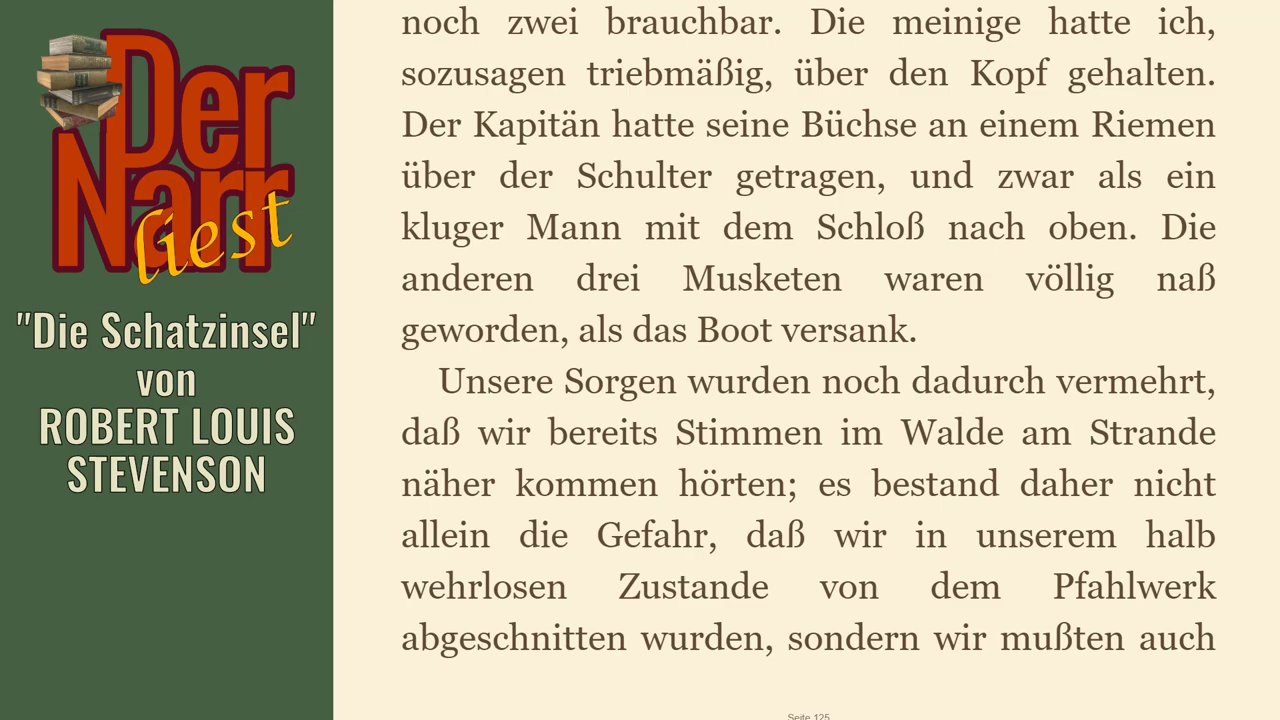 Der
Narr
liest
"Die Schatzinsel"
von
ROBERT LOUIS
STEVENSON
noch zwei brauchbar. Die meinige hatte ich,
sozusagen triebmäßig, über den Kopf gehalten.
Der Kapitän hatte seine Büchse an einem Riemen
über der Schulter getragen, und zwar als ein
kluger Mann mit dem Schloß nach oben. Die
anderen drei Musketen waren völlig naß
geworden, als das Boot versank.
Unsere Sorgen wurden noch dadurch vermehrt,
daß wir bereits Stimmen im Walde am Strande
näher kommen hörten; es bestand daher nicht
allein die Gefahr, daß wir in unserem halb
wehrlosen Zustande von dem Pfahlwerk
abgeschnitten wurden, sondern wir mußten auch
Seite 125